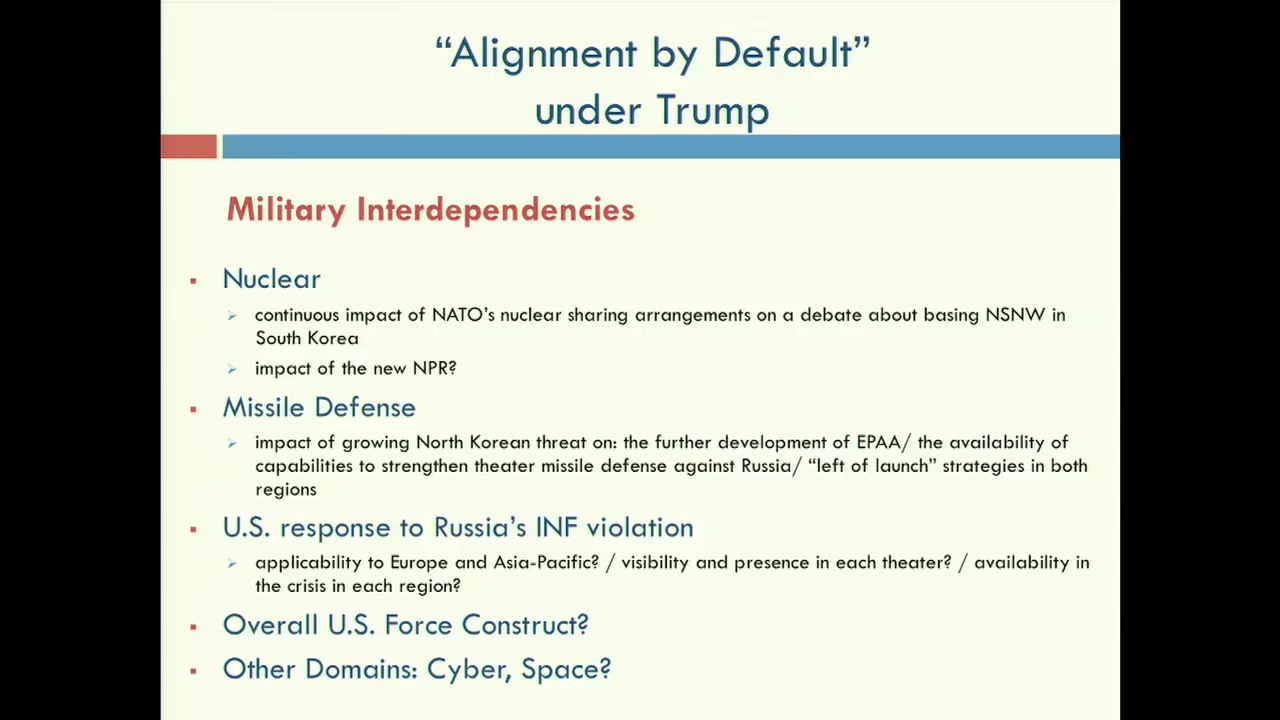 “Alignment by Default”
under Trump
Military Interdependencies
▪ Nuclear
➢ continuous impact of NATO’s nuclear sharing arrangements on a debate about basing NSNW in
South Korea
➢ impact of the new NPR?
▪ Missile Defense
➢ impact of growing North Korean threat on: the further development of EPAA/ the availability of
capabilities to strengthen theater missile defense against Russia/ “left of launch” strategies in both
regions
▪ U.S. response to Russia’s INF violation
➢ applicability to Europe and Asia-Pacific? / visibility and presence in each theater? / availability in
the crisis in each region?
▪ Overall U.S. Force Construct?
▪ Other Domains: Cyber, Space?